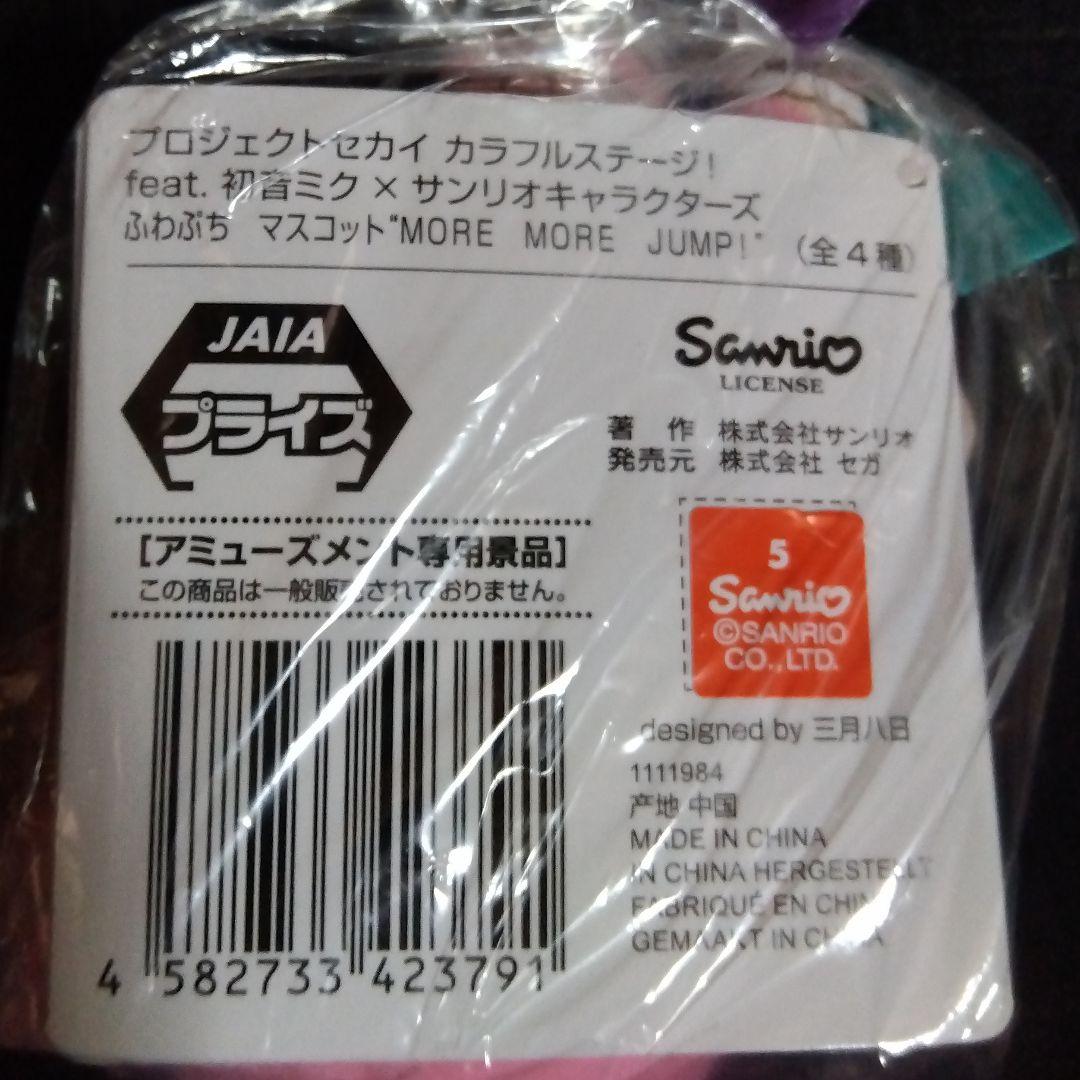 プロジェクトセカイ カラフルステージ!
feat. 初音ミク × サンリオキャラクターズ
ふわぷち マスコット"MORE MORE JUMP!" (全4種)
JAIA
プライズ
Sanrio
LICENSE
著 作 株式会社サンリオ
発売元 株式会社 セガ
[アミューズメント専用景品]
この商品は一般販売されておりません。
5
Sanrio
©SANRIO
CO.,LTD.
designed by 三月八日
1111984
产地 中国
MADE IN CHINA
IN CHINA HERGESTELLT
FABRIQUÉ EN CHINA
GEMAAKT IN CHINA
4 582733 423791